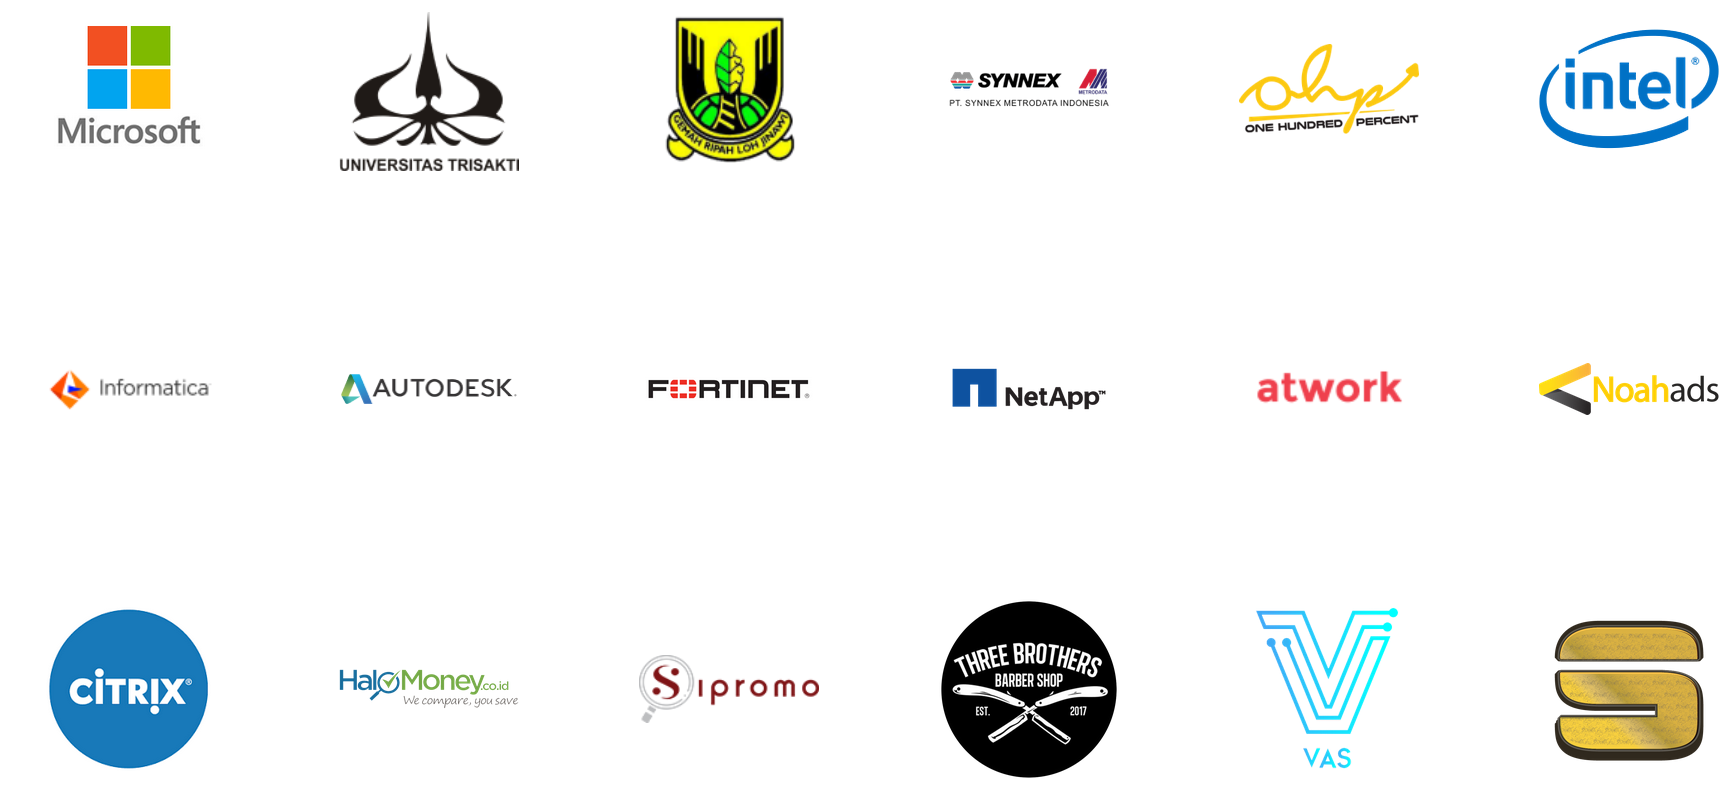 Microsoft
UNIVERSITAS TRISAKTI
GEMAH RIPAH LOH JINAWI
SYNNEX
METRODATA
PT. SYNNEX METRODATA INDONESIA
ohp
ONE HUNDRED PERCENT
intel®
Informatica
AUTODESK.
FORTINET®
NetApp™
atwork
Noahads
CITRIX®
HaloMoney.co.id
We compare, you save
Sipromo
THREE BROTHERS
BARBER SHOP
EST. 2017
VAS
S